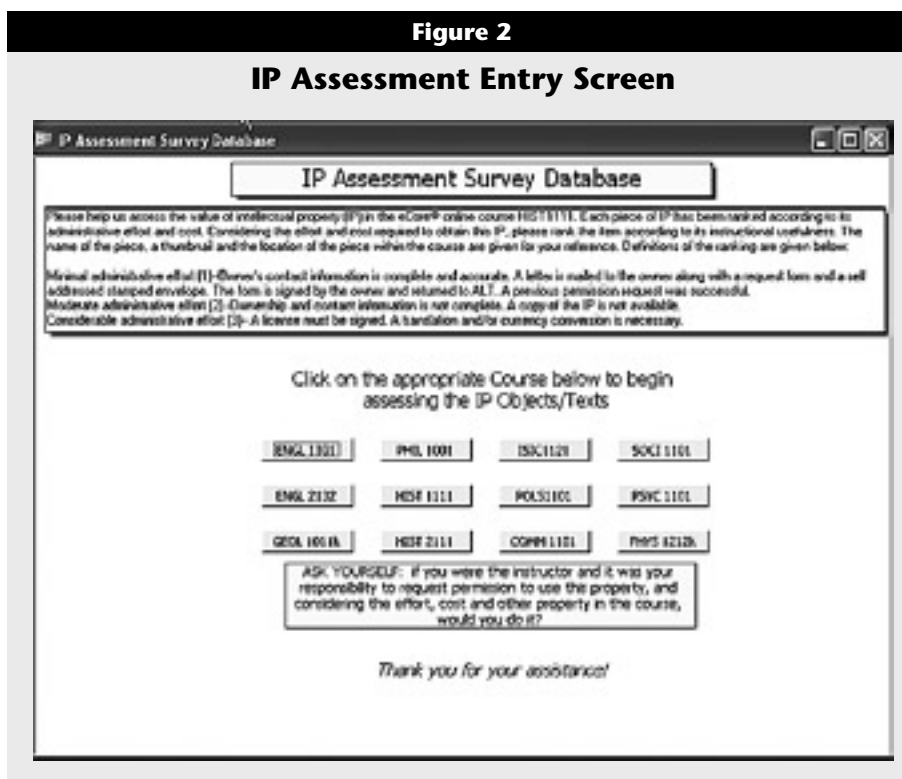 Figure 2
IP Assessment Entry Screen
IP Assessment Survey Database
IP Assessment Survey Database
Please help us assess the value of intellectual property (IP) in the eCore® online course HIST1111. Each piece of IP has been ranked according to its
administrative effort and cost. Considering the effort and cost required to obtain this IP, please rank the item according to its instructional usefulness. The
name of the piece, a thumbnail and the location of the piece within the course are given for your reference. Definitions of the ranking are given below:
Minimal administrative effort (1)-Owner's contact information is complete and accurate. A letter is mailed to the owner along with a request form and a self
addressed stamped envelope. The form is signed by the owner and returned to ALT. A previous permission request was successful.
Moderate administrative effort (2)-Ownership and contact information is not complete. A copy of the IP is not available.
Considerable administrative effort (3)- A license must be signed. A translation and/or currency conversion is necessary.
Click on the appropriate Course below to begin
assessing the IP Objects/Texts
ENGL 1101 PHIL 1001 SOCI 1101
ENGL 2132 HIST 1111 POLS1101 PSYC 1101
GEOL 1011K HIST 2111 COMM 1101 PHYS
ASK YOURSELF: if you were the instructor and it was your
responsibility to request permission to use this property, and
considering the effort, cost and other property in the course,
would you do it?
Thank you for your assistance!